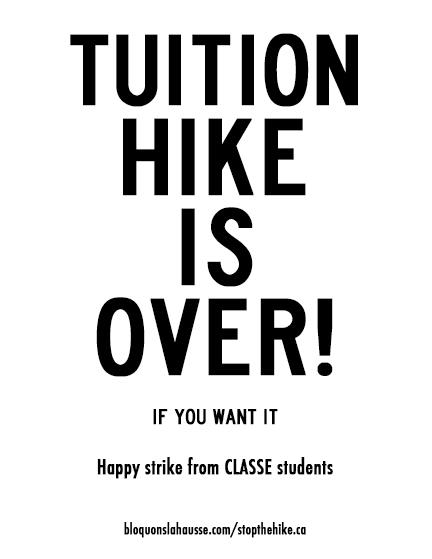 TUITION
HIKE
IS
OVER!
IF YOU WANT IT
Happy strike from CLASSE students
bloquonslahausse.com/stopthehike.ca